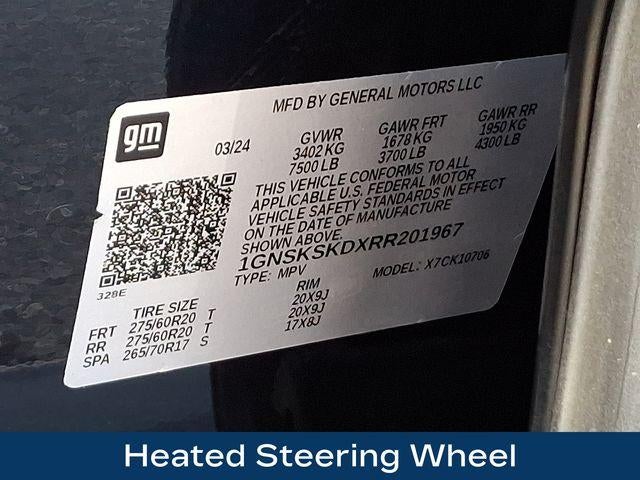 MFD BY GENERAL MOTORS LLC
gm
03/24
GVWR
3402 KG
7500 LB
GAWR FRT
1678 KG
3700 LB
GAWR RR
1950 KG
4300 LB
THIS VEHICLE CONFORMS TO ALL
APPLICABLE U.S. FEDERAL MOTOR
VEHICLE SAFETY STANDARDS IN EFFECT
ON THE DATE OF MANUFACTURE
SHOWN ABOVE.
1GNSKSKDXRR201967
TYPE: MPV MODEL: X7CK10706
328E
TIRE SIZE RIM
FRT 275/60R20 T 20X9J
RR 275/60R20 T 20X9J
SPA 265/70R17 S 17X8J
Heated Steering Wheel